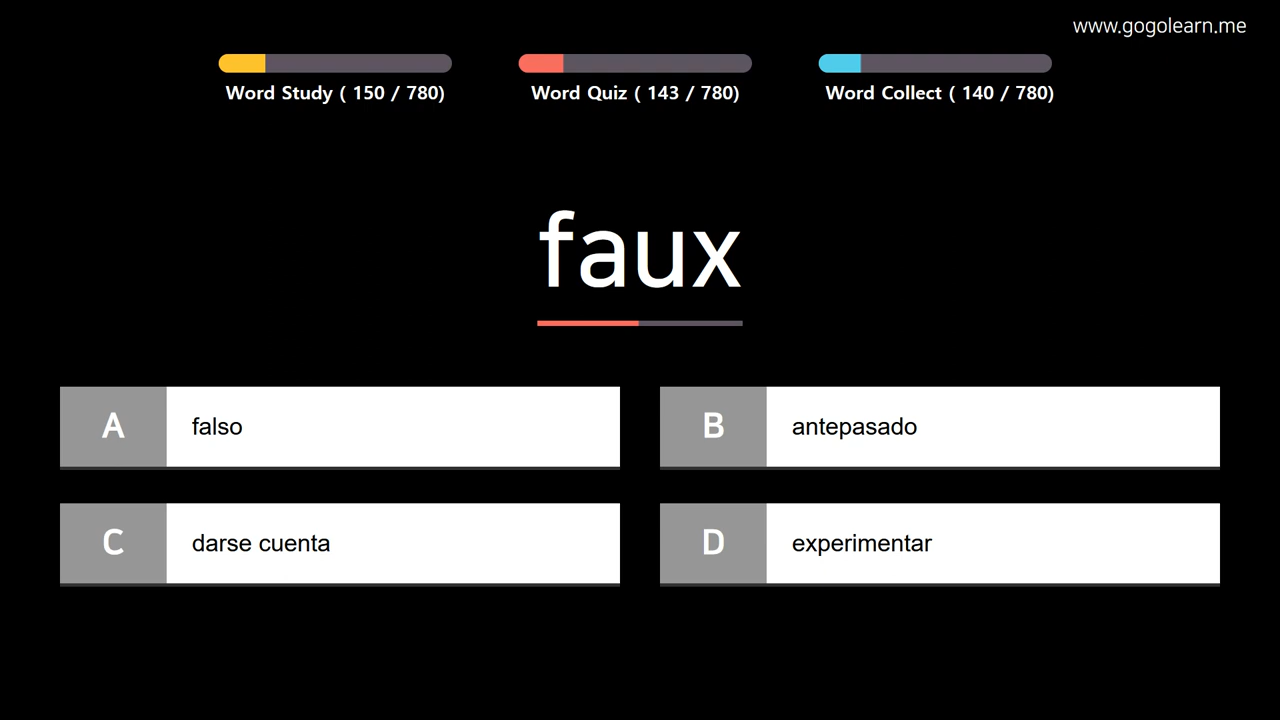 www.gogolearn.me
Word Study ( 150 / 780)
Word Quiz ( 143 / 780)
Word Collect ( 140 / 780)
faux
A falso
B antepasado
C darse cuenta
D experimentar